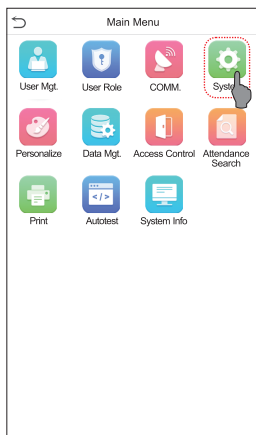 Main Menu
User Mgt. User Role COMM. Syste
Personalize Data Mgt. Access Control Attendance
Search
</>
Print Autotest System Info